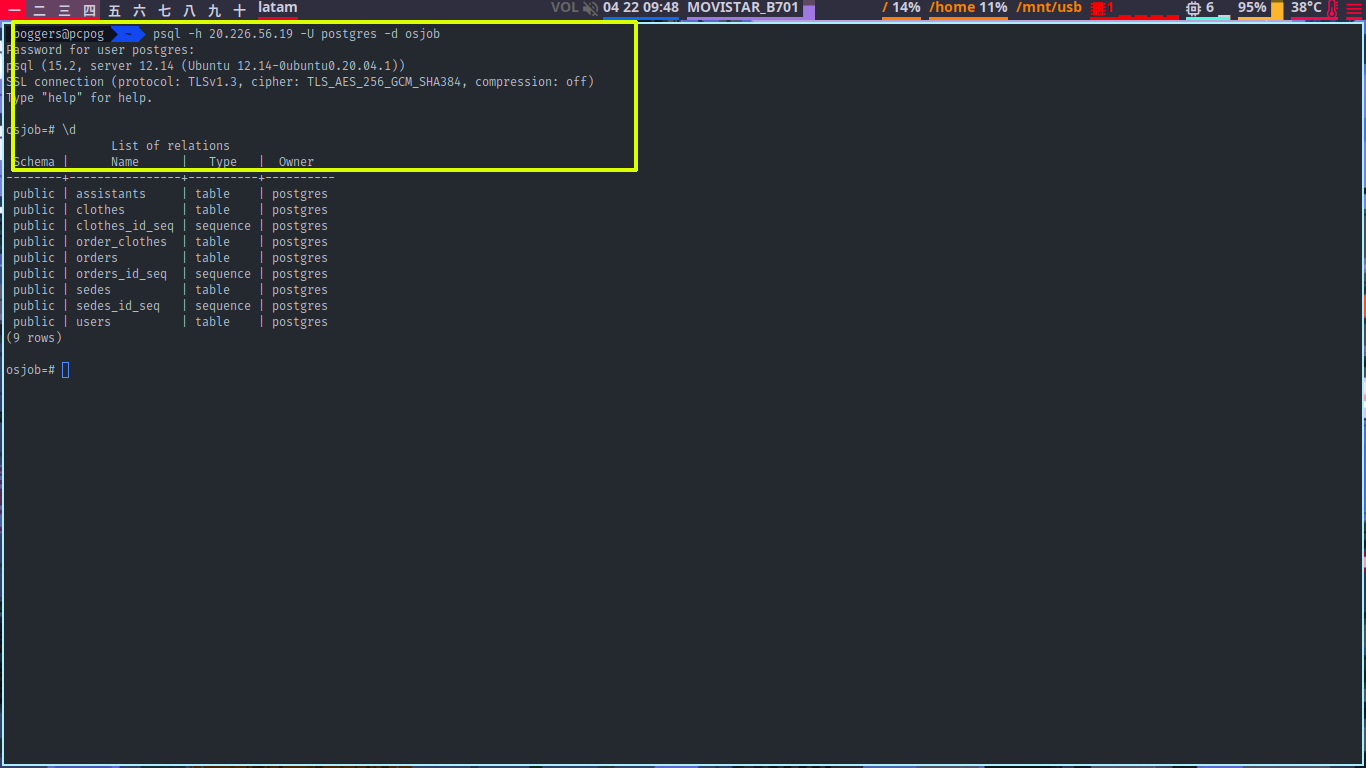 一 二 三 四 五 六 七 八 九 十 latam VOL 04 22 09:48 MOVISTAR_B701 / 14% /home 11% /mnt/usb 1 6 95% 38°C
poggers@pcpog ~ psql -h 20.226.56.19 -U postgres -d osjob
Password for user postgres:
psql (15.2, server 12.14 (Ubuntu 12.14-0ubuntu0.20.04.1))
SSL connection (protocol: TLSv1.3, cipher: TLS_AES_256_GCM_SHA384, compression: off)
Type "help" for help.
osjob=# \d
List of relations
Schema | Name | Type | Owner
--------+----------------+----------+----------
public | assistants | table | postgres
public | clothes | table | postgres
public | clothes_id_seq | sequence | postgres
public | order_clothes | table | postgres
public | orders | table | postgres
public | orders_id_seq | sequence | postgres
public | sedes | table | postgres
public | sedes_id_seq | sequence | postgres
public | users | table | postgres
(9 rows)
osjob=#